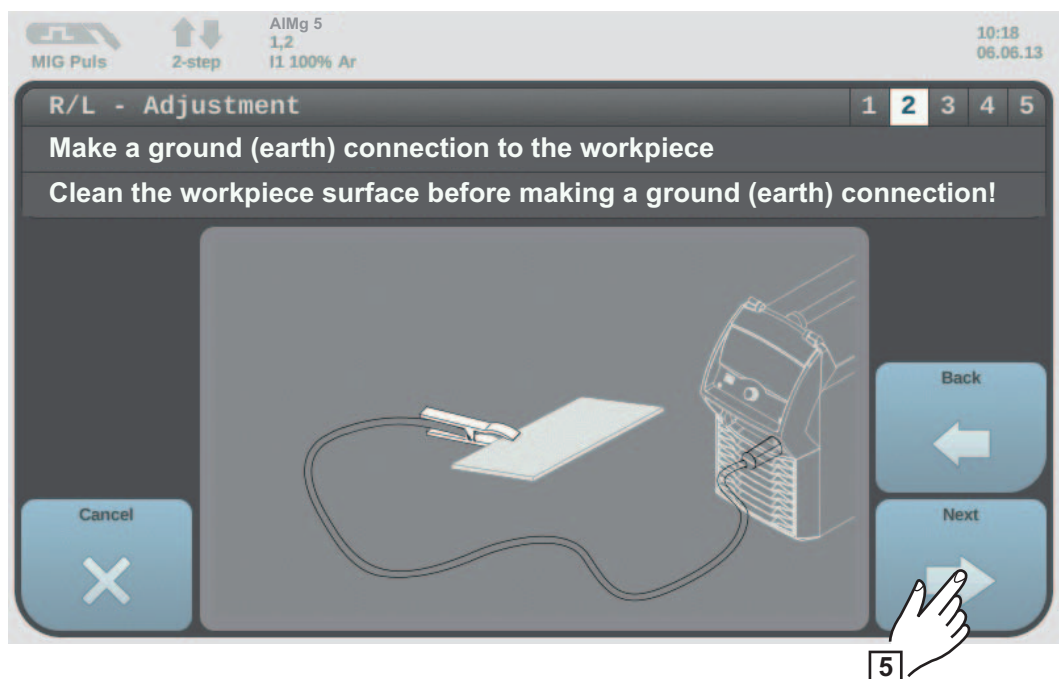 AlMg 5
1,2
I1 100% Ar
MIG Puls
2-step
10:18
06.06.13
R/L - Adjustment
1 2 3 4 5
Make a ground (earth) connection to the workpiece
Clean the workpiece surface before making a ground (earth) connection!
Back
Cancel
Next
5